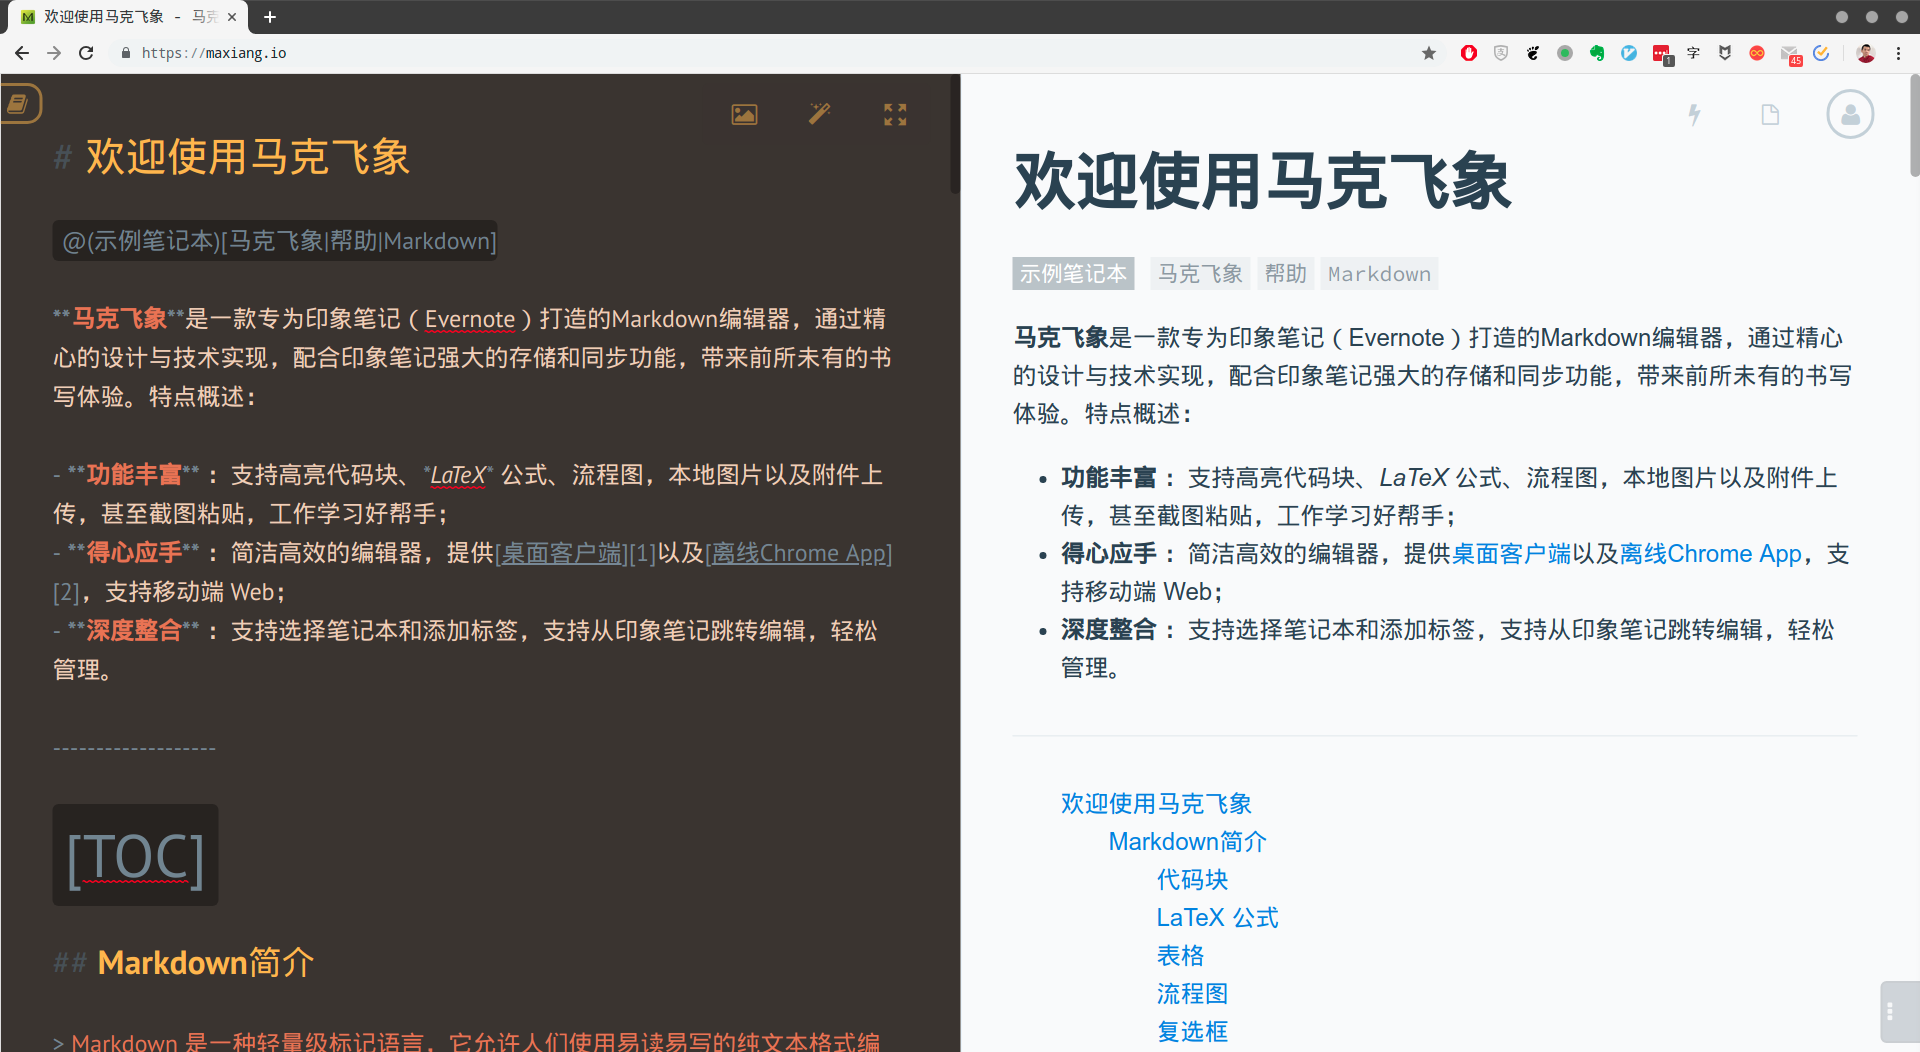 欢迎使用马克飞象 - 马克
https://maxiang.io
字
1
45
# 欢迎使用马克飞象
@(示例笔记本)[马克飞象|帮助|Markdown]
**马克飞象**是一款专为印象笔记（Evernote）打造的Markdown编辑器，通过精
心的设计与技术实现，配合印象笔记强大的存储和同步功能，带来前所未有的书
写体验。特点概述：
- **功能丰富** ：支持高亮代码块、*LaTeX* 公式、流程图，本地图片以及附件上
传，甚至截图粘贴，工作学习好帮手；
- **得心应手** ：简洁高效的编辑器，提供[桌面客户端][1]以及[离线Chrome App]
[2]，支持移动端 Web；
- **深度整合** ：支持选择笔记本和添加标签，支持从印象笔记跳转编辑，轻松
管理。
-------------------
[TOC]
## Markdown简介
> Markdown 是一种轻量级标记语言，它允许人们使用易读易写的纯文本格式编
欢迎使用马克飞象
示例笔记本 马克飞象 帮助 Markdown
马克飞象是一款专为印象笔记（Evernote）打造的Markdown编辑器，通过精心
的设计与技术实现，配合印象笔记强大的存储和同步功能，带来前所未有的书写
体验。特点概述：
• 功能丰富 ：支持高亮代码块、LaTeX 公式、流程图，本地图片以及附件上
传，甚至截图粘贴，工作学习好帮手；
• 得心应手 ：简洁高效的编辑器，提供桌面客户端以及离线Chrome App，支
持移动端 Web；
• 深度整合 ：支持选择笔记本和添加标签，支持从印象笔记跳转编辑，轻松
管理。
欢迎使用马克飞象
Markdown简介
代码块
LaTeX 公式
表格
流程图
复选框